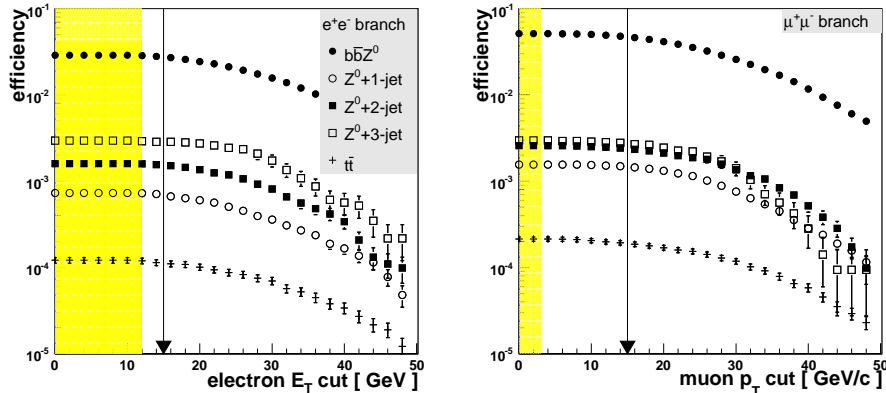 efficiency
10⁻¹
10⁻²
10⁻³
10⁻⁴
10⁻⁵
e⁺e⁻ branch
bb̄Z⁰
Z⁰+1-jet
Z⁰+2-jet
Z⁰+3-jet
tt̄
0 10 20 30 40 50
electron E_T cut [ GeV]
efficiency
10⁻¹
10⁻²
10⁻³
10⁻⁴
10⁻⁵
μ⁺μ⁻ branch
0 10 20 30 40 50
muon p_T cut [ GeV/c]